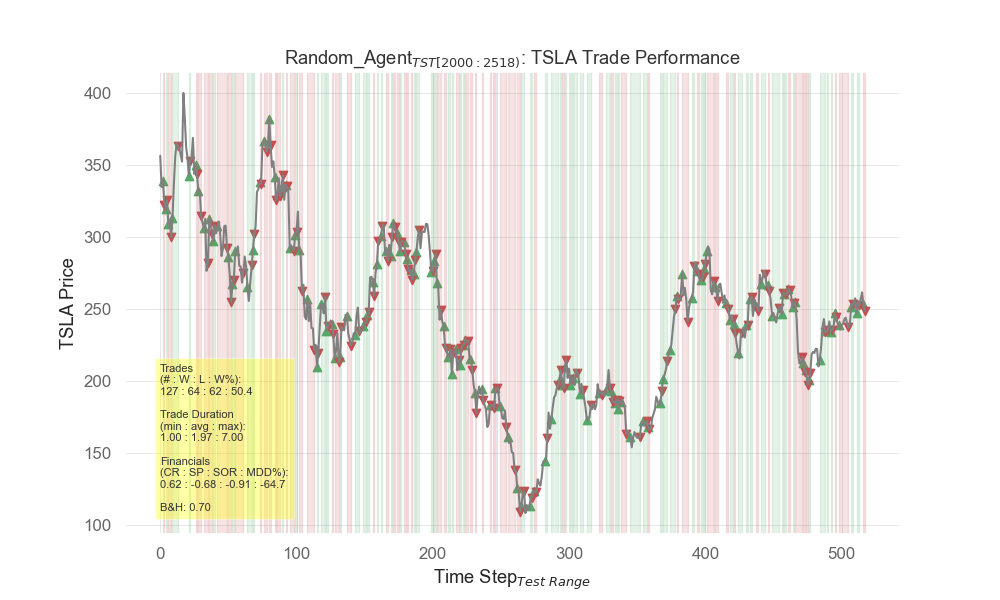 Random_Agent TST[2000 : 2518] : TSLA Trade Performance
TSLA Price
400
350
300
250
200
150
100
Trades
(# : W : L : W%):
127 : 64 : 62 : 50.4
Trade Duration
(min : avg : max):
1.00 : 1.97 : 7.00
Financials
(CR : SP : SOR : MDD%):
0.62 : -0.68 : -0.91 : -64.7
B&H: 0.70
0 100 200 300 400 500
Time Step Test Range